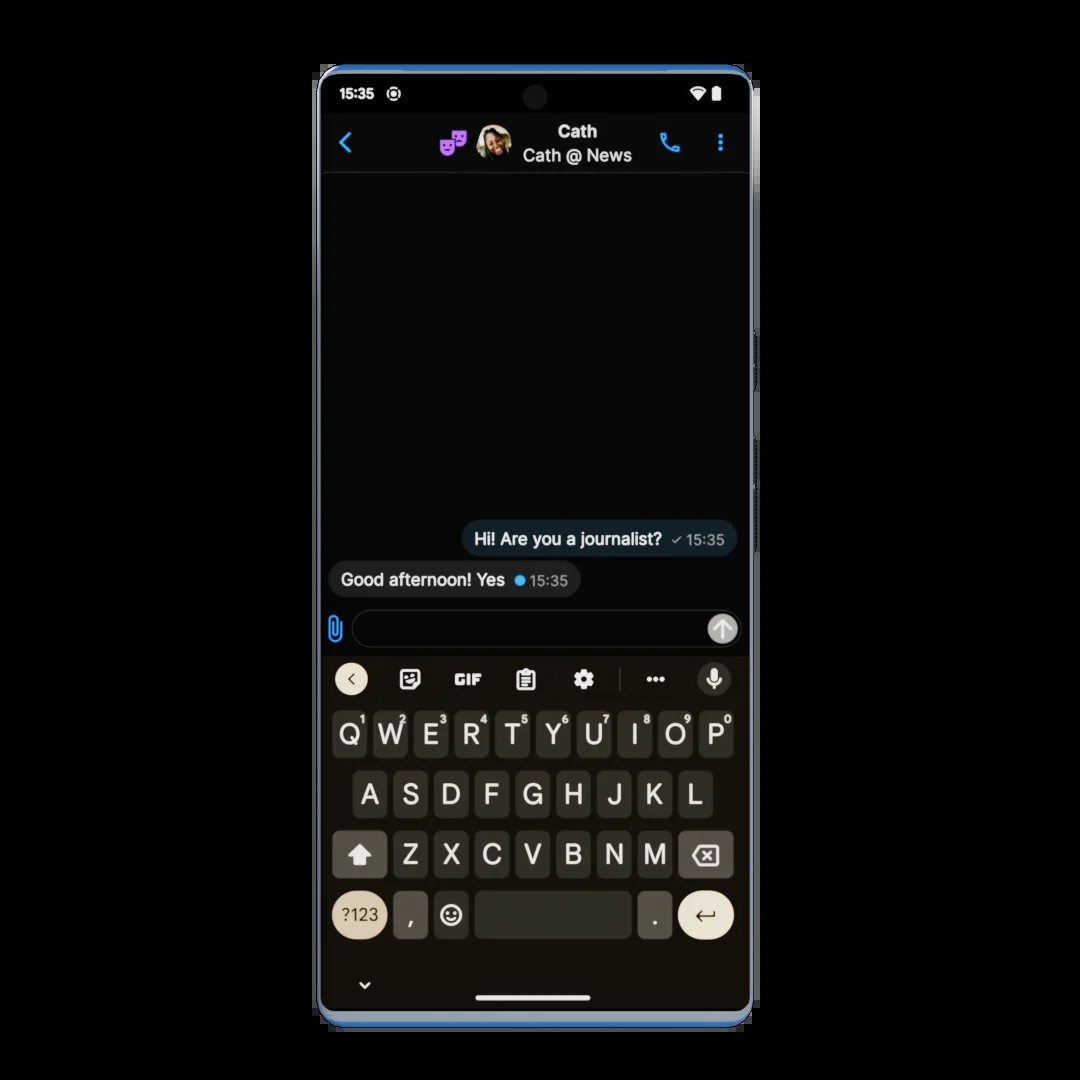 15:35
Cath
Cath @ News
Hi! Are you a journalist? ✓ 15:35
Good afternoon! Yes 15:35
GIF
Q1 W2 E3 R4 T5 Y6 U7 I8 O9 P0
A S D F G H J K L
Z X C V B N M
?123 , .